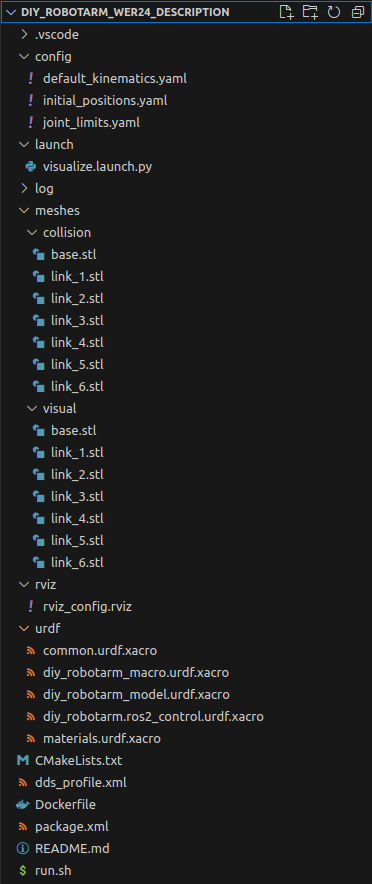 DIY_ROBOTARM_WER24_DESCRIPTION
.vscode
config
default_kinematics.yaml
initial_positions.yaml
joint_limits.yaml
launch
visualize.launch.py
log
meshes
collision
base.stl
link_1.stl
link_2.stl
link_3.stl
link_4.stl
link_5.stl
link_6.stl
visual
base.stl
link_1.stl
link_2.stl
link_3.stl
link_4.stl
link_5.stl
link_6.stl
rviz
rviz_config.rviz
urdf
common.urdf.xacro
diy_robotarm_macro.urdf.xacro
diy_robotarm_model.urdf.xacro
diy_robotarm.ros2_control.urdf.xacro
materials.urdf.xacro
CMakeLists.txt
dds_profile.xml
Dockerfile
package.xml
README.md
run.sh